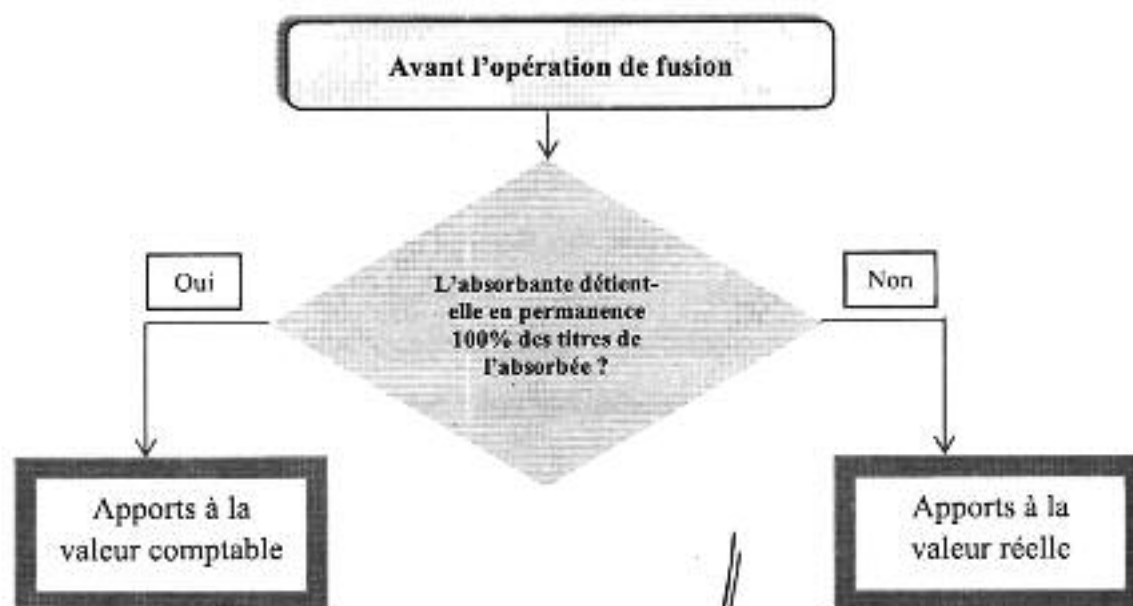 Avant l'opération de fusion
Oui
L'absorbante détient-
elle en permanence
100% des titres de
l'absorbée ?
Non
Apports à la
valeur comptable
Apports à la
valeur réelle